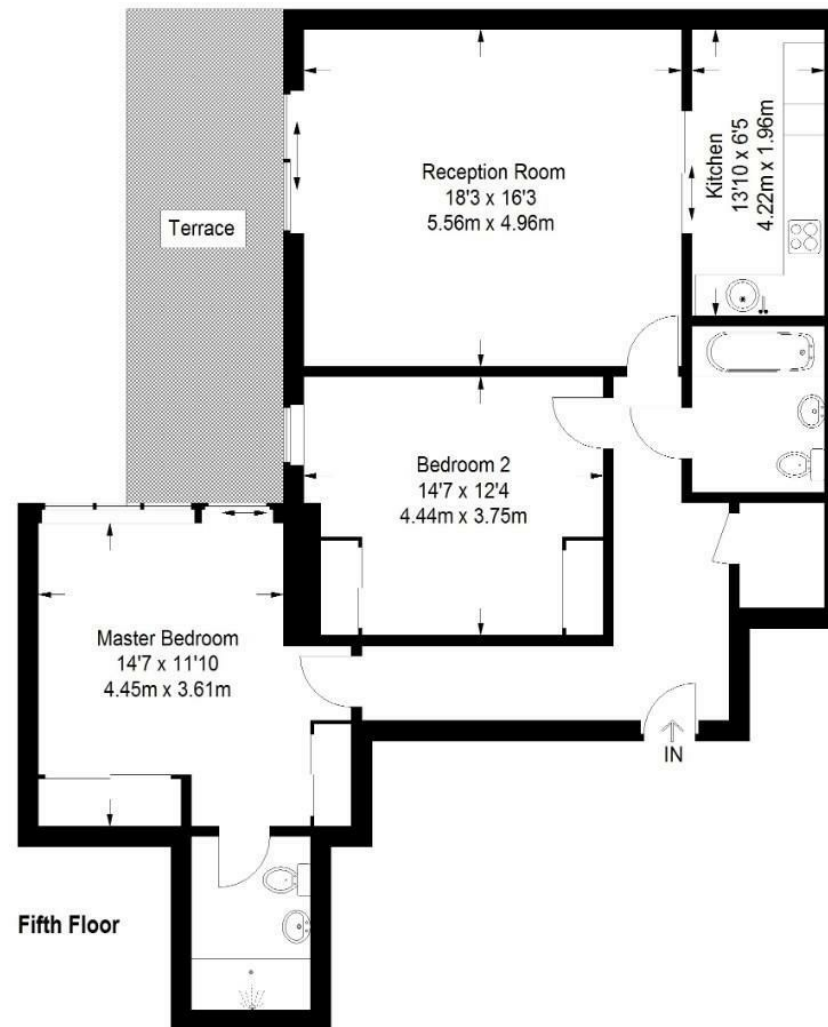 Reception Room
18'3 x 16'3
5.56m x 4.96m
Kitchen
13'10 x 6'5
4.22m x 1.96m
Terrace
Bedroom 2
14'7 x 12'4
4.44m x 3.75m
Master Bedroom
14'7 x 11'10
4.45m x 3.61m
IN
Fifth Floor